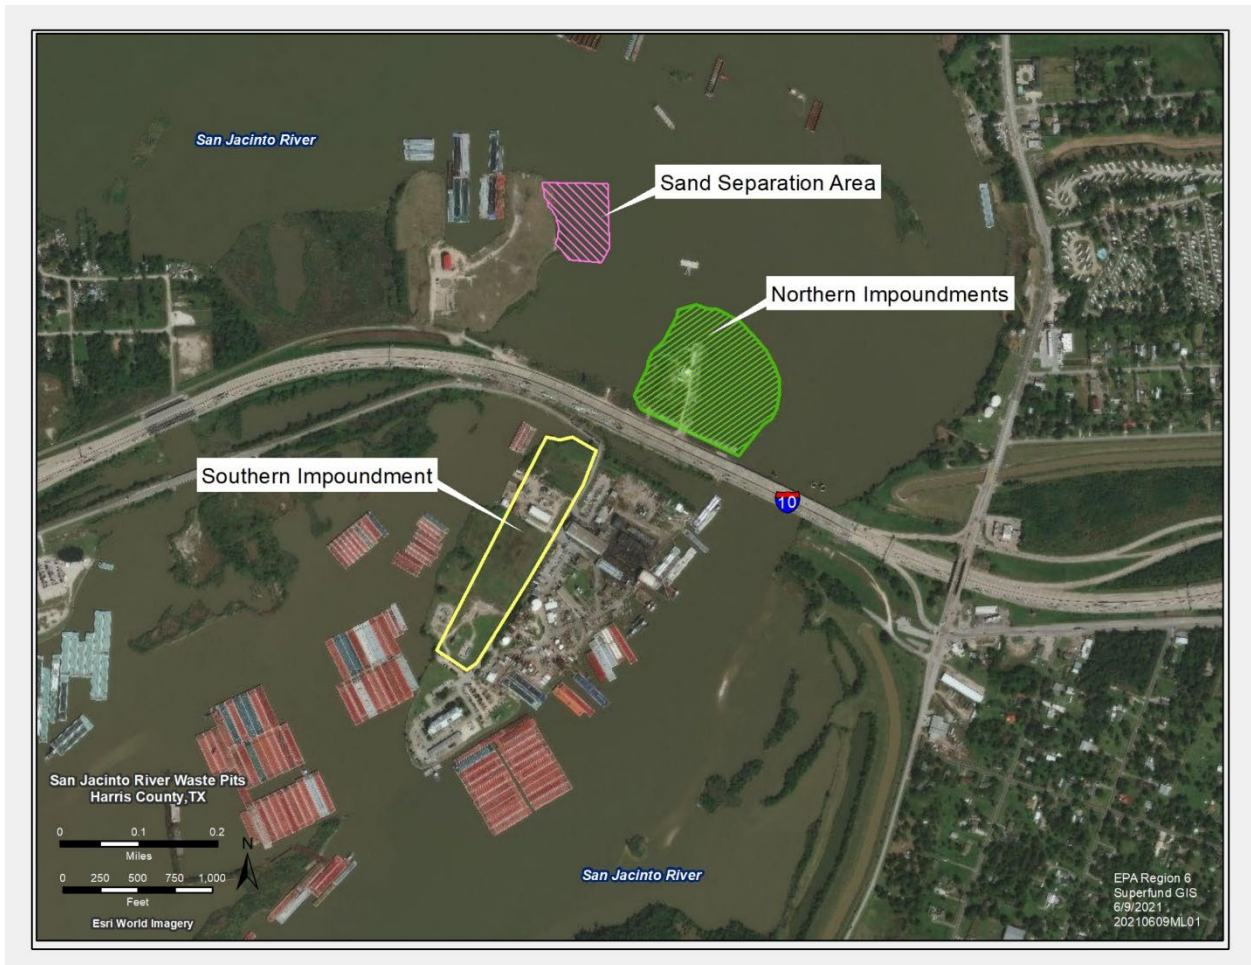 San Jacinto River
Sand Separation Area
Northern Impoundments
Southern Impoundment
10
San Jacinto River Waste Pits
Harris County,TX
0 0.1 0.2
Miles
N
0 250 500 750 1,000
Feet
Esri World Imagery
San Jacinto River
EPA Region 6
Superfund GIS
6/9/2021
20210609ML01